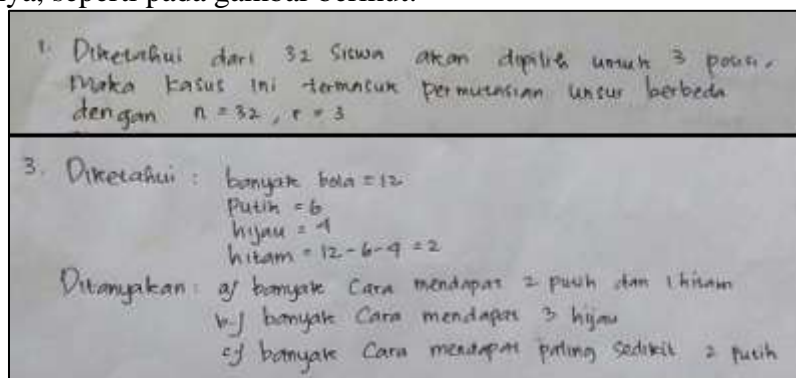 nya, seperti pada gambar berikut.
1. Diketahui dari 32 siswa akan dipilih untuk 3 posisi.
Maka kasus ini termasuk permutasian unsur berbeda
dengan n = 32, r = 3
3. Diketahui : banyak bola = 12
Putih = 6
hijau = 4
hitam = 12 - 6 - 4 = 2
Ditanyakan : a) banyak Cara mendapat 2 putih dan 1 hitam
b) banyak Cara mendapat 3 hijau
c) banyak Cara mendapat paling sedikit 2 putih